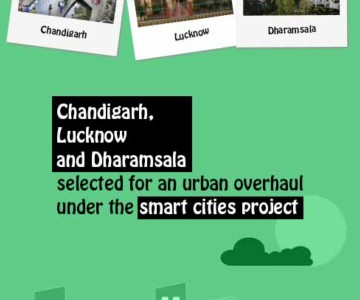 Chandigarh
Lucknow
Dharamsala
Chandigarh,
Lucknow
and Dharamsala
selected for an urban overhaul
under the smart cities project